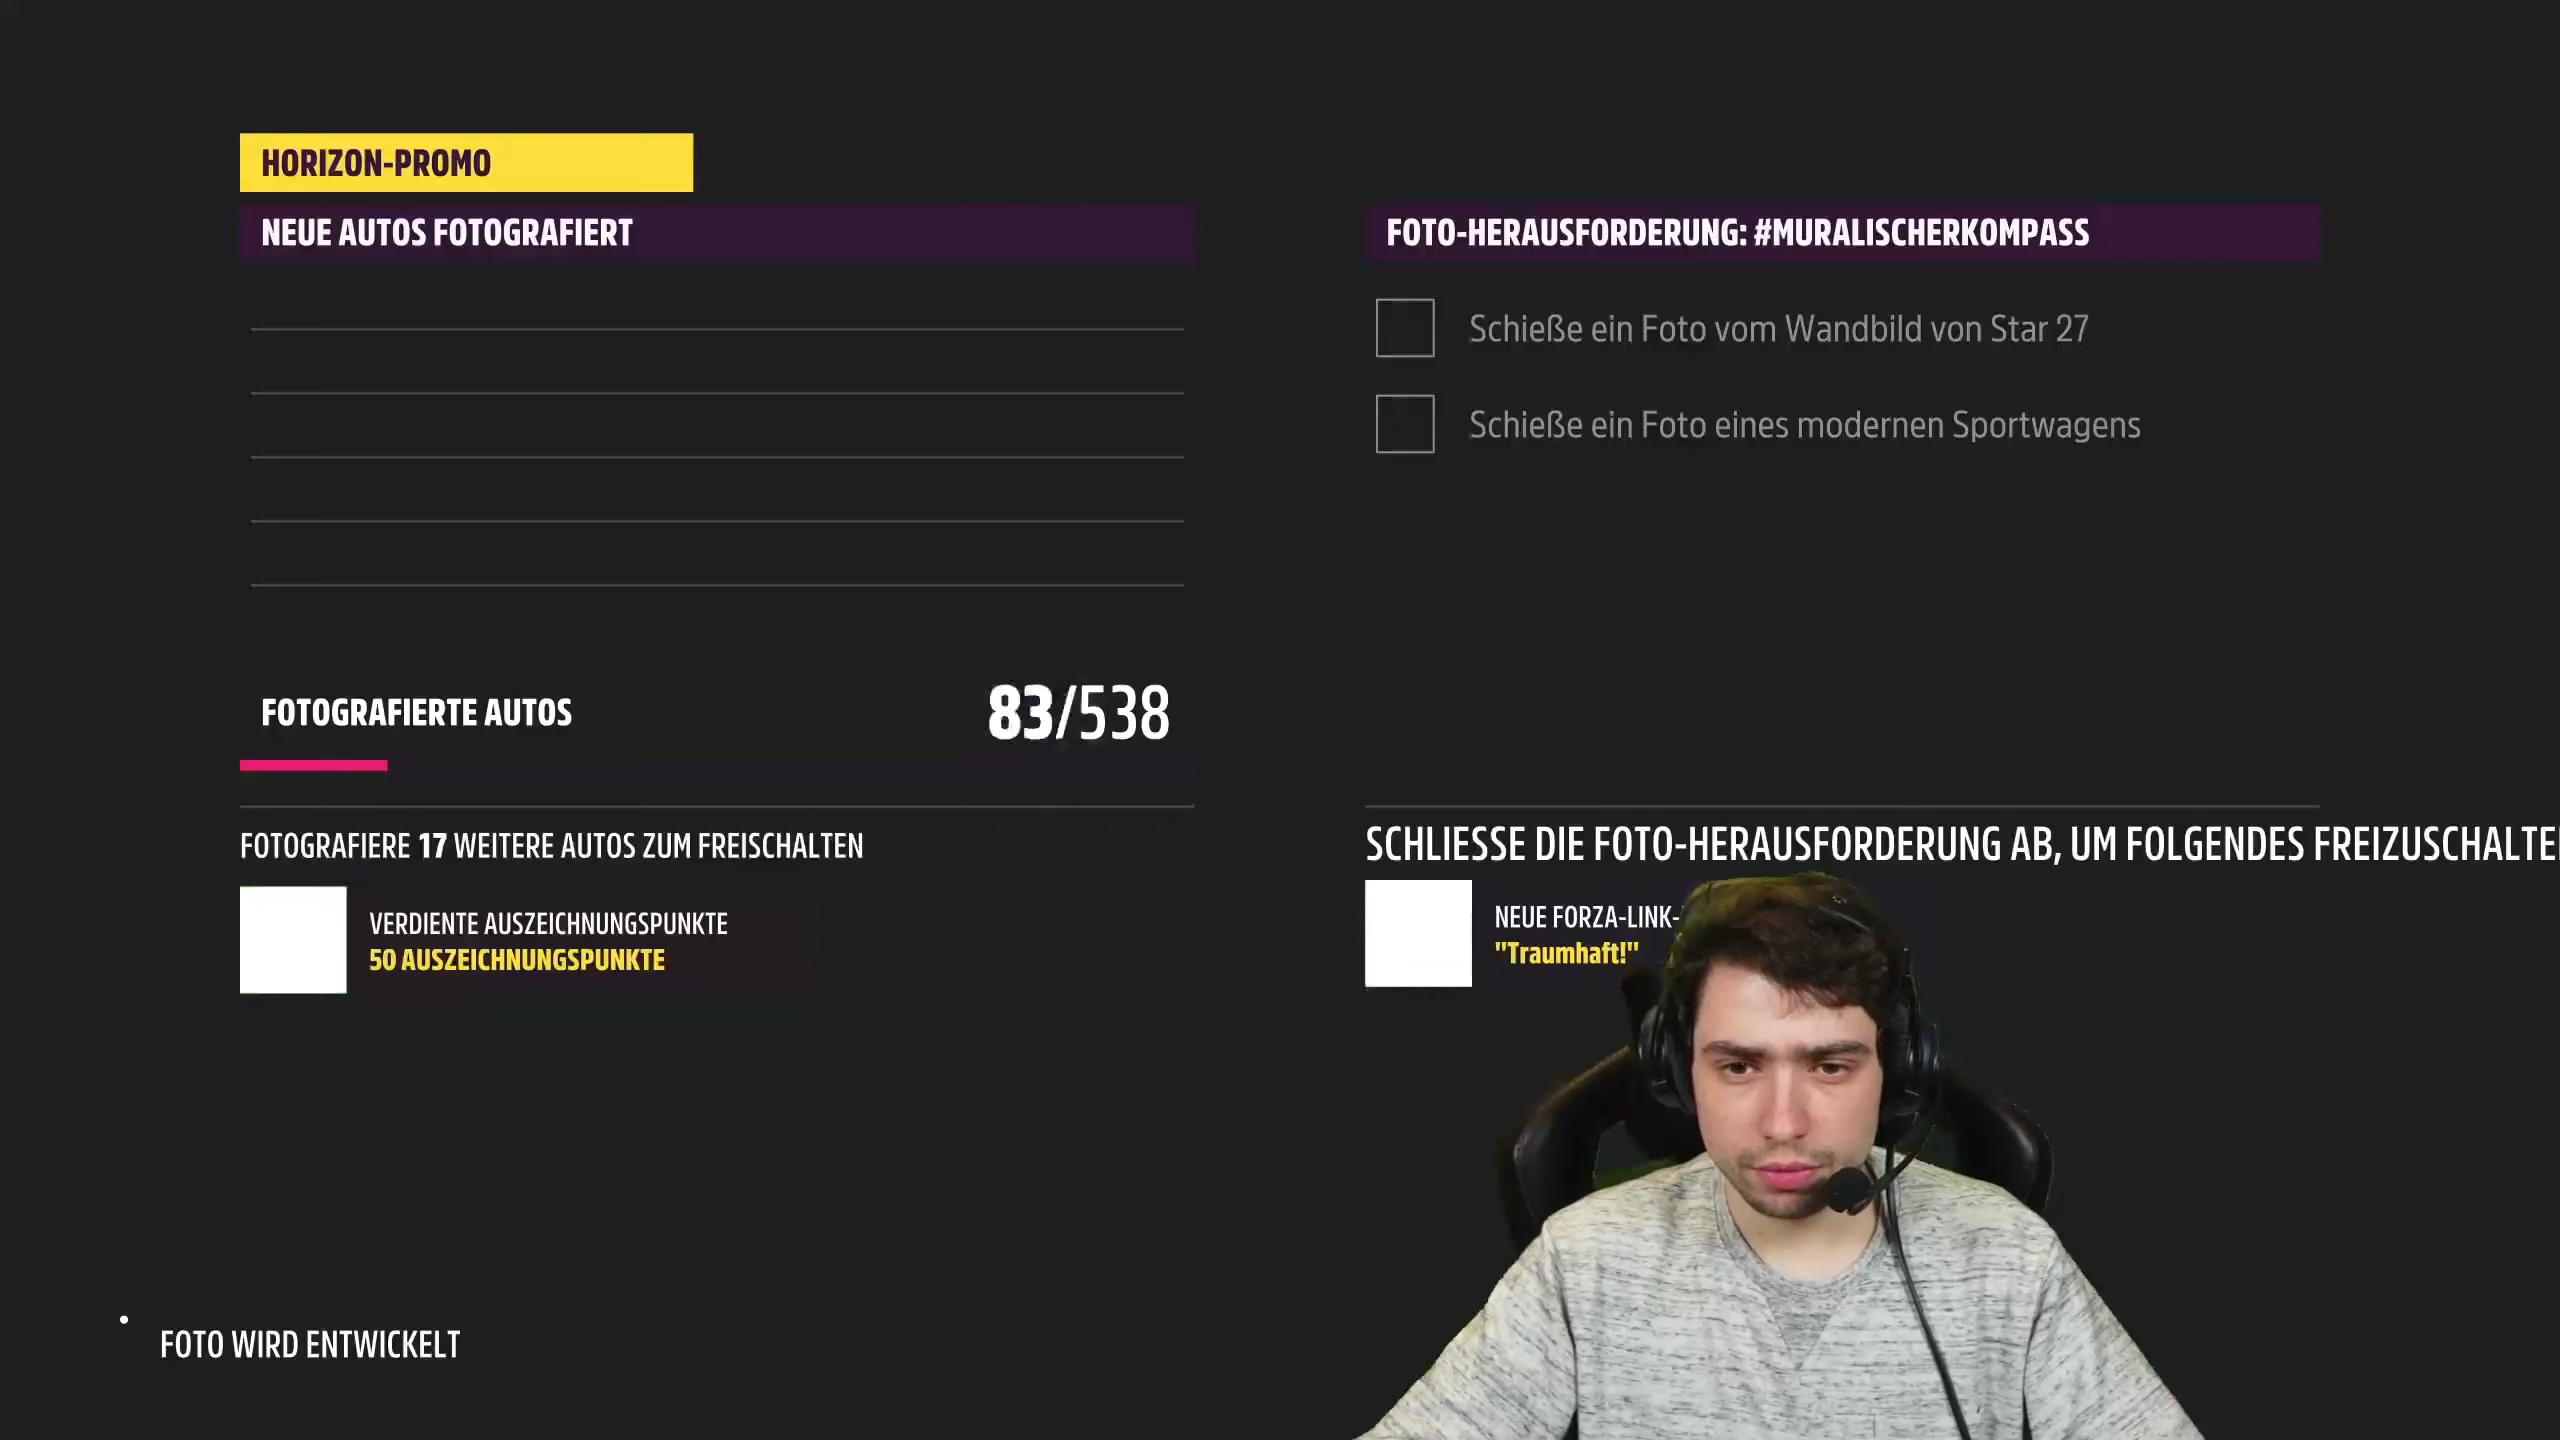 HORIZON-PROMO
NEUE AUTOS FOTOGRAFIERT
FOTOGRAFIERTE AUTOS 83/538
FOTOGRAFIERE 17 WEITERE AUTOS ZUM FREISCHALTEN
VERDIENTE AUSZEICHNUNGSPUNKTE
50 AUSZEICHNUNGSPUNKTE
FOTO-HERAUSFORDERUNG: #MURALISCHERKOMPASS
Schieße ein Foto vom Wandbild von Star 27
Schieße ein Foto eines modernen Sportwagens
SCHLIESSE DIE FOTO-HERAUSFORDERUNG AB, UM FOLGENDES FREIZUSCHALTE
NEUE FORZA-LINK-
"Traumhaft!"
FOTO WIRD ENTWICKELT